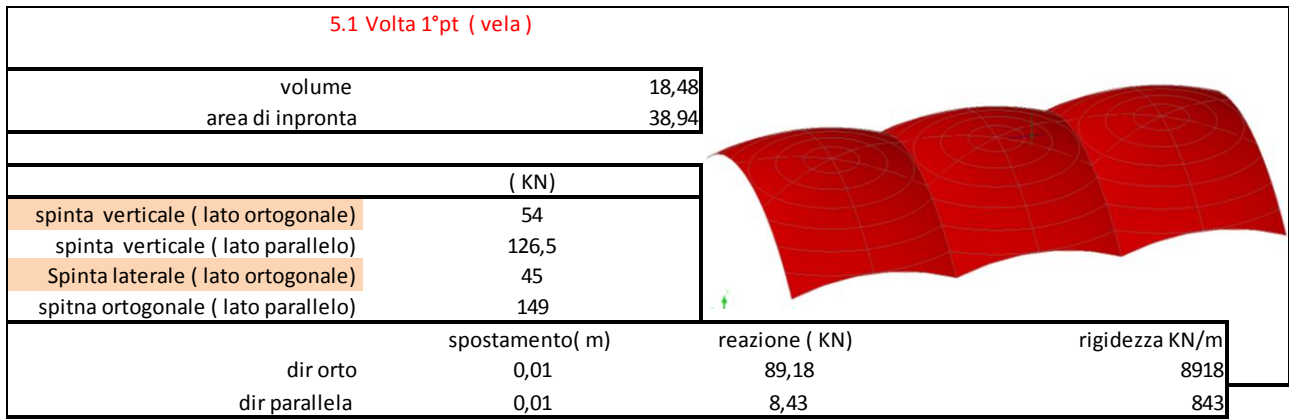 5.1 Volta 1°pt ( vela )
volume 18,48
area di inpronta 38,94
( KN)
spinta verticale ( lato ortogonale) 54
spinta verticale ( lato parallelo) 126,5
Spinta laterale ( lato ortogonale) 45
spitna ortogonale ( lato parallelo) 149
spostamento( m) reazione ( KN) rigidezza KN/m
dir orto 0,01 89,18 8918
dir parallela 0,01 8,43 843